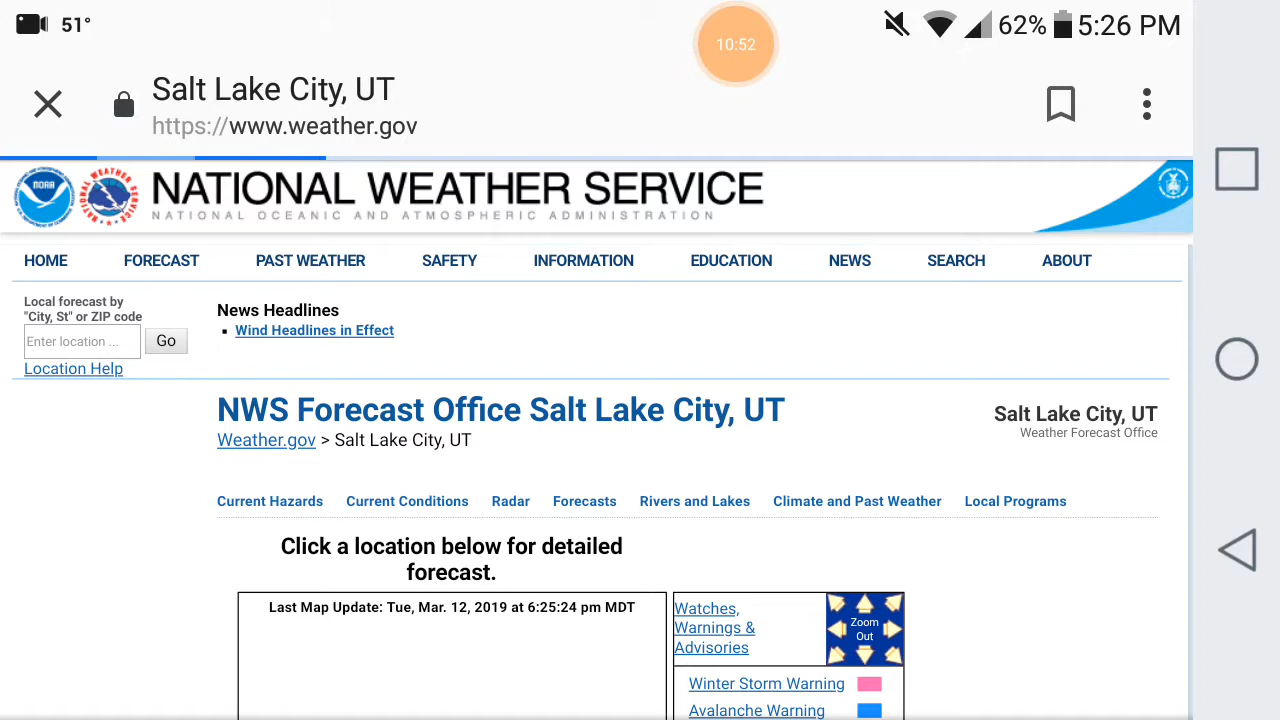 51°
10:52
62% 5:26 PM
Salt Lake City, UT
https://www.weather.gov
NOAA
NATIONAL WEATHER SERVICE
NATIONAL OCEANIC AND ATMOSPHERIC ADMINISTRATION
HOME FORECAST PAST WEATHER SAFETY INFORMATION EDUCATION NEWS SEARCH ABOUT
Local forecast by
"City, St" or ZIP code
Enter location ... Go
Location Help
News Headlines
Wind Headlines in Effect
NWS Forecast Office Salt Lake City, UT
Weather.gov > Salt Lake City, UT
Salt Lake City, UT
Weather Forecast Office
Current Hazards Current Conditions Radar Forecasts Rivers and Lakes Climate and Past Weather Local Programs
Click a location below for detailed
forecast.
Last Map Update: Tue, Mar. 12, 2019 at 6:25:24 pm MDT
Watches,
Warnings &
Advisories
Zoom
Out
Winter Storm Warning
Avalanche Warning